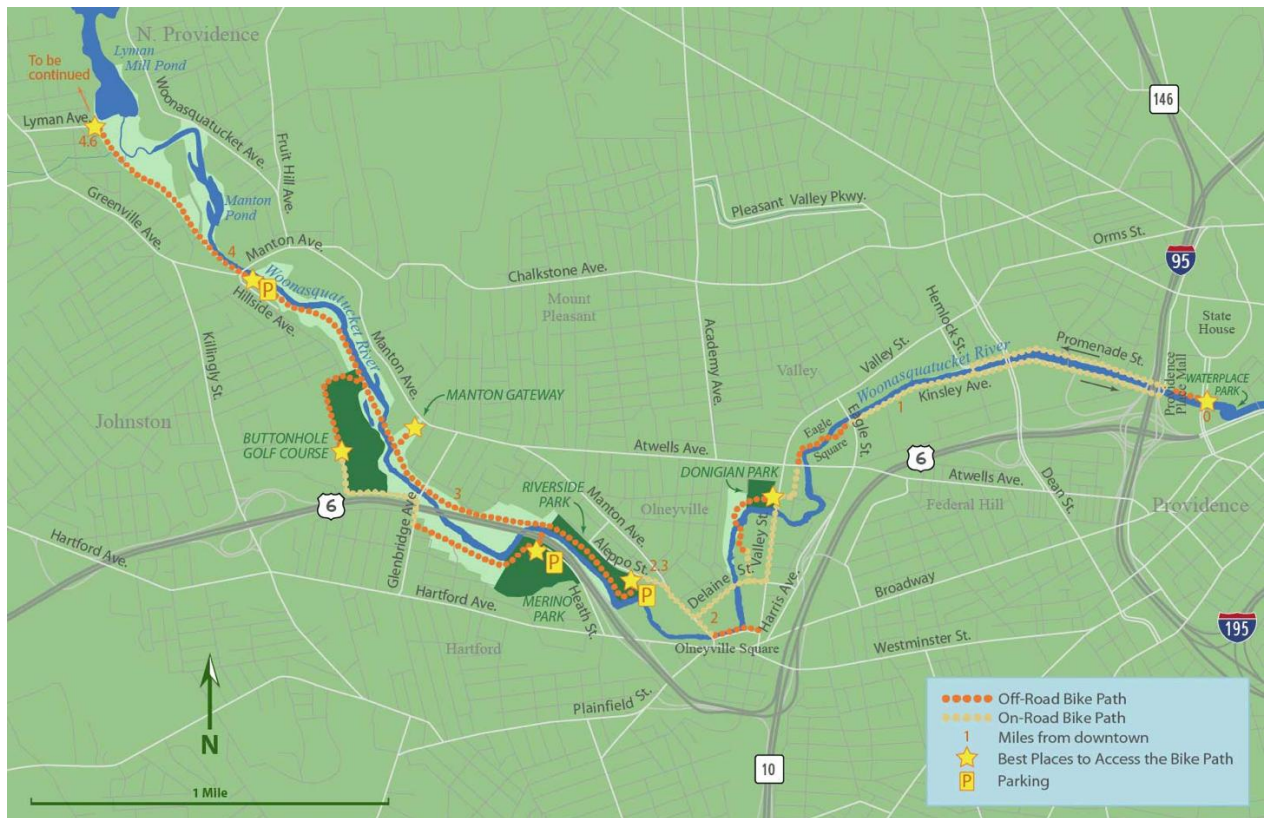 N. Providence
Lyman
Mill Pond
To be
continued
Lyman Ave.
4.6
Woonasquatucket Ave.
Fruit Hill Ave.
Manton
Pond
Greenville Ave.
4
Manton Ave.
P
Woonasquatucket River
Hillside Ave.
Killingly St.
Manton Ave.
Chalkstone Ave.
Mount
Pleasant
Pleasant Valley Pkwy.
Academy Ave.
146
Orms St.
95
State
House
Hemlock St.
Promenade St.
Valley St.
Valley
Woonasquatucket River
Kinsley Ave.
1
Providence
Place Mall
WATERPLACE
PARK
0
Johnston
MANTON GATEWAY
BUTTONHOLE
GOLF COURSE
6
Atwells Ave.
Eagle
Square
Eagle St.
6
Atwells Ave.
Federal Hill
Dean St.
Providence
DONIGIAN PARK
RIVERSIDE
PARK
3
Olneyville
Manton Ave.
Aleppo St.
2.3
Valley St.
Delaine St.
Harris Ave.
Broadway
Hartford Ave.
Glenbridge Ave.
P
P
MERINO
PARK
Heath St.
Hartford Ave.
2
Olneyville Square
Westminster St.
195
Hartford
Plainfield St.
10
N
1 Mile
Off-Road Bike Path
On-Road Bike Path
1 Miles from downtown
Best Places to Access the Bike Path
P Parking